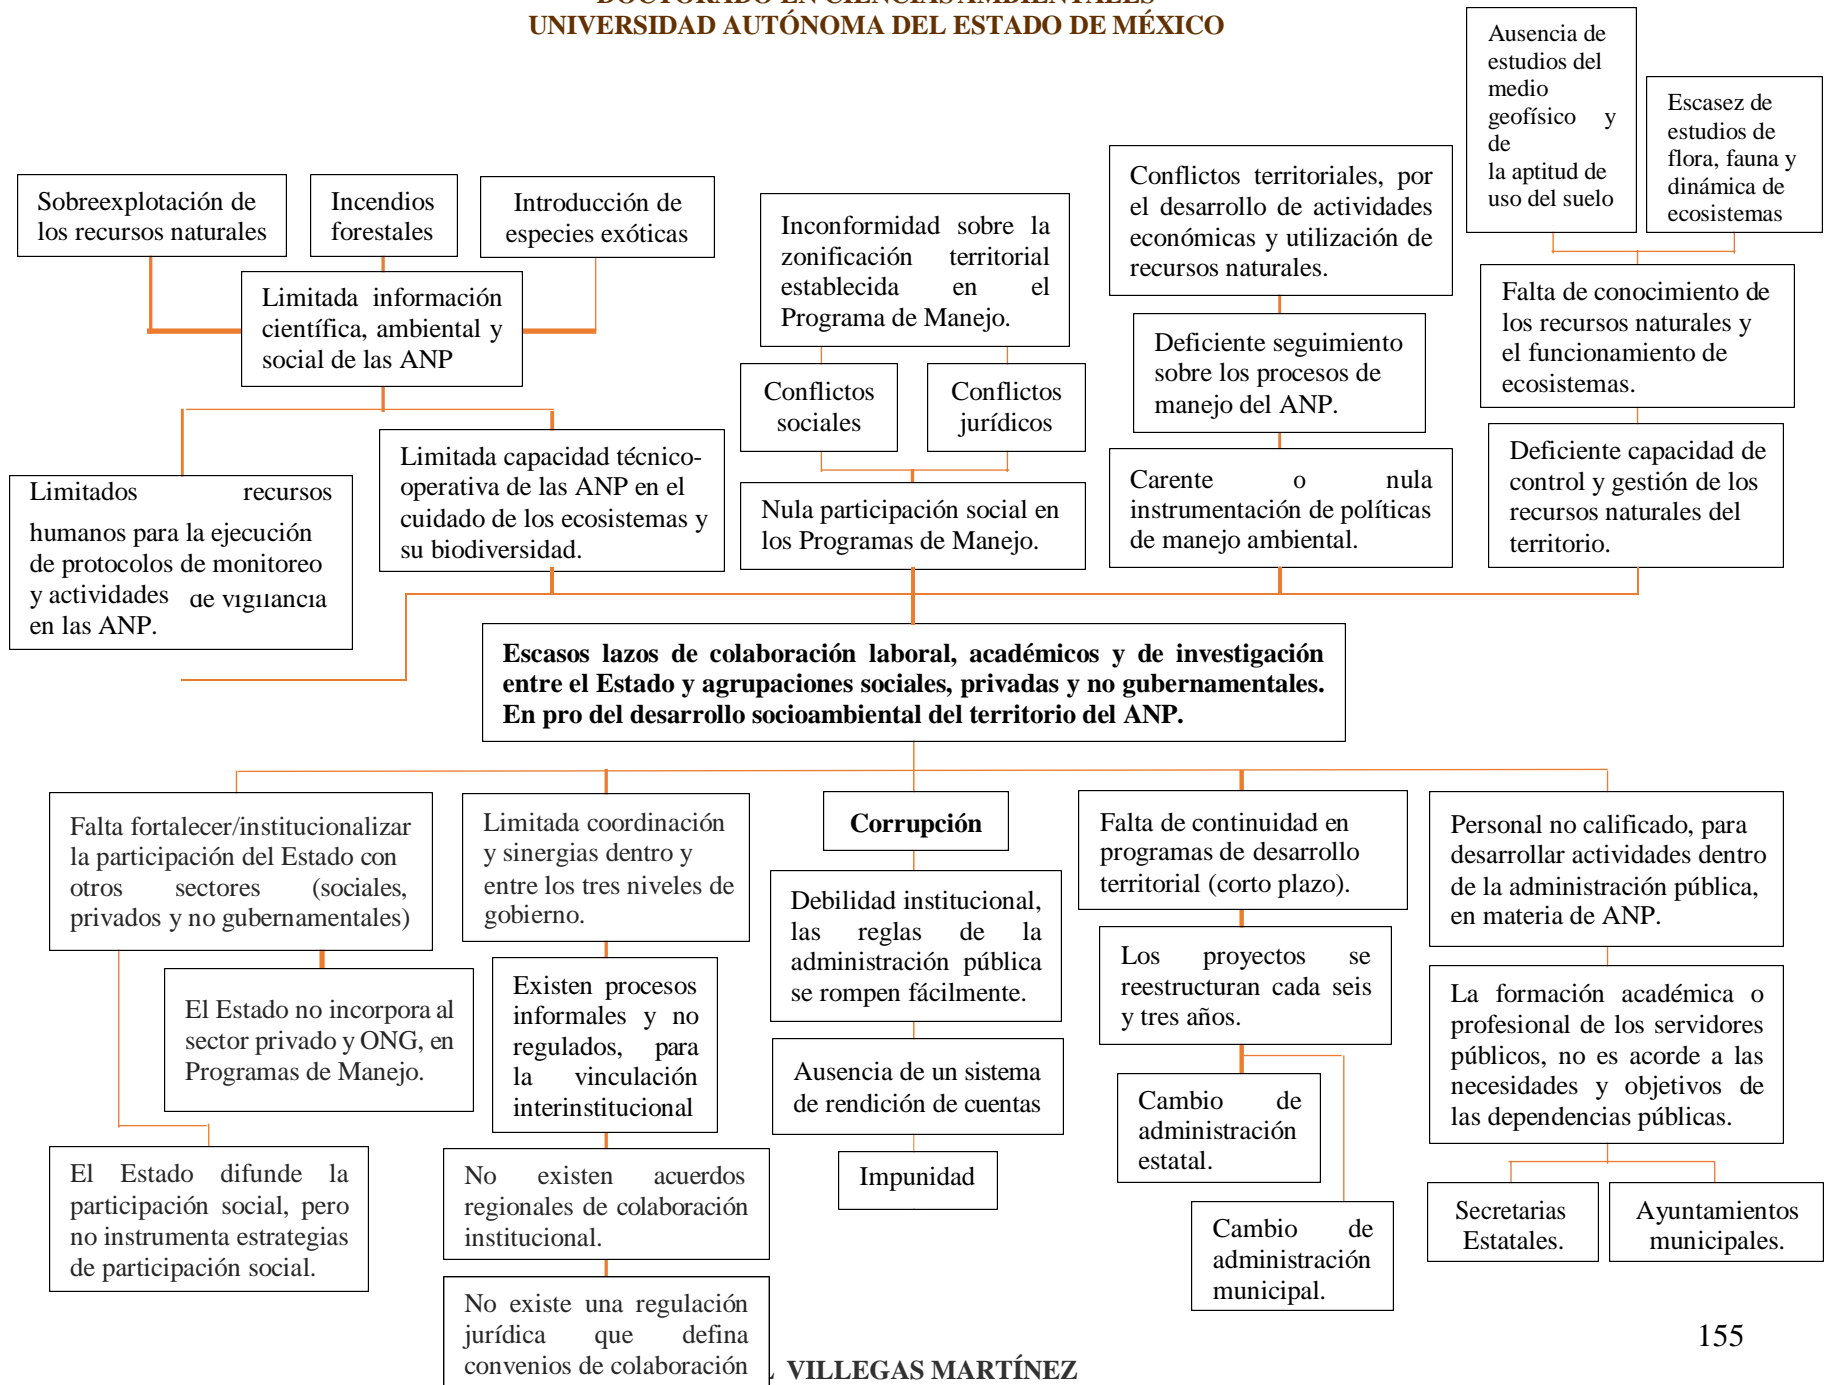 DOCTORADO EN CIENCIAS AMBIENTALES
UNIVERSIDAD AUTÓNOMA DEL ESTADO DE MÉXICO
Ausencia de
estudios del
medio
geofísico y
de
la aptitud de
uso del suelo
Escasez de
estudios de
flora, fauna y
dinámica de
ecosistemas
Sobreexplotación de
los recursos naturales
Incendios
forestales
Introducción de
especies exóticas
Limitada información
científica, ambiental y
social de las ANP
Inconformidad sobre la
zonificación territorial
establecida en el
Programa de Manejo.
Conflictos territoriales, por
el desarrollo de actividades
económicas y utilización de
recursos naturales.
Falta de conocimiento de
los recursos naturales y
el funcionamiento de
ecosistemas.
Conflictos
sociales
Conflictos
jurídicos
Deficiente seguimiento
sobre los procesos de
manejo del ANP.
Limitados recursos
humanos para la ejecución
de protocolos de monitoreo
y actividades de vigilancia
en las ANP.
Limitada capacidad técnico-
operativa de las ANP en el
cuidado de los ecosistemas y
su biodiversidad.
Nula participación social en
los Programas de Manejo.
Carente o nula
instrumentación de políticas
de manejo ambiental.
Deficiente capacidad de
control y gestión de los
recursos naturales del
territorio.
Escasos lazos de colaboración laboral, académicos y de investigación
entre el Estado y agrupaciones sociales, privadas y no gubernamentales.
En pro del desarrollo socioambiental del territorio del ANP.
Falta fortalecer/institucionalizar
la participación del Estado con
otros sectores (sociales,
privados y no gubernamentales)
Limitada coordinación
y sinergias dentro y
entre los tres niveles de
gobierno.
Corrupción
Falta de continuidad en
programas de desarrollo
territorial (corto plazo).
Personal no calificado, para
desarrollar actividades dentro
de la administración pública,
en materia de ANP.
El Estado no incorpora al
sector privado y ONG, en
Programas de Manejo.
Existen procesos
informales y no
regulados, para
la vinculación
interinstitucional
Debilidad institucional,
las reglas de la
administración pública
se rompen fácilmente.
Los proyectos se
reestructuran cada seis
y tres años.
La formación académica o
profesional de los servidores
públicos, no es acorde a las
necesidades y objetivos de
las dependencias públicas.
Ausencia de un sistema
de rendición de cuentas
Cambio de
administración
estatal.
El Estado difunde la
participación social, pero
no instrumenta estrategias
de participación social.
No existen acuerdos
regionales de colaboración
institucional.
Impunidad
Cambio de
administración
municipal.
Secretarias
Estatales.
Ayuntamientos
municipales.
No existe una regulación
jurídica que defina
convenios de colaboración
VILLEGAS MARTÍNEZ
155